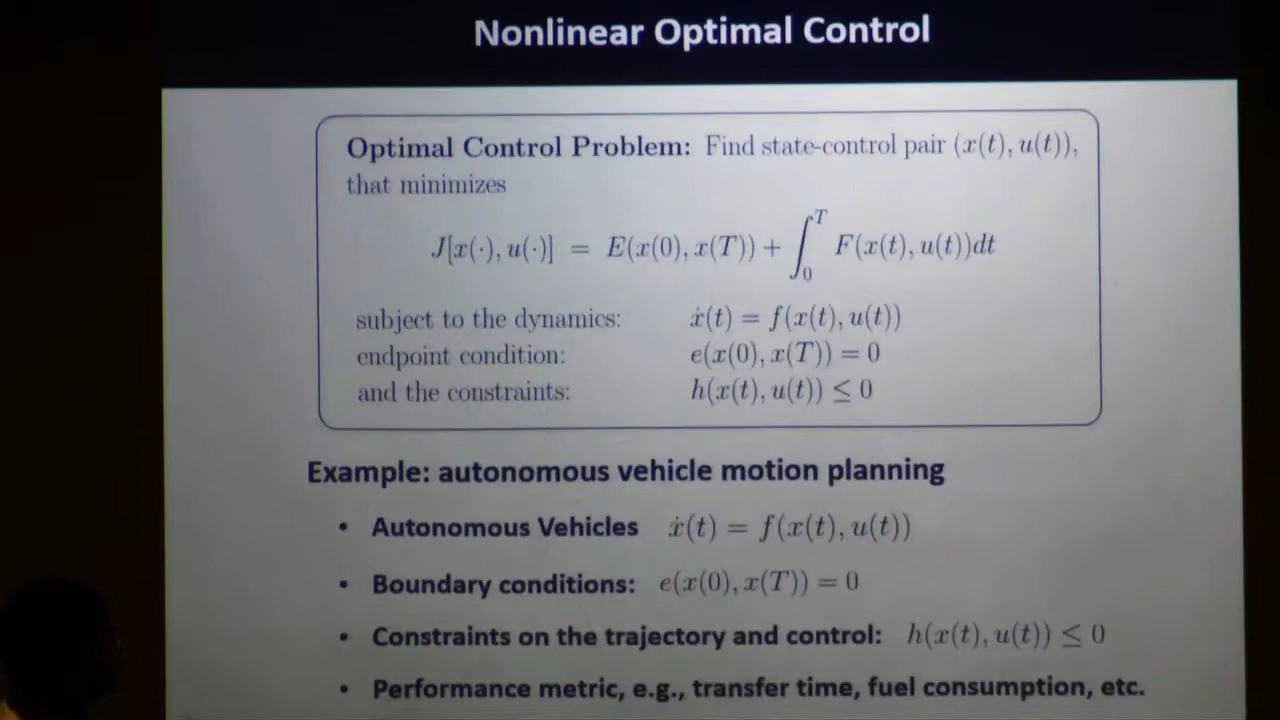 Nonlinear Optimal Control
Optimal Control Problem: Find state-control pair (x(t), u(t)),
that minimizes
J[x(·), u(·)] = E(x(0), x(T)) + ∫₀ᵀ F(x(t), u(t))dt
subject to the dynamics: ẋ(t) = f(x(t), u(t))
endpoint condition: e(x(0), x(T)) = 0
and the constraints: h(x(t), u(t)) ≤ 0
Example: autonomous vehicle motion planning
• Autonomous Vehicles ẋ(t) = f(x(t), u(t))
• Boundary conditions: e(x(0), x(T)) = 0
• Constraints on the trajectory and control: h(x(t), u(t)) ≤ 0
• Performance metric, e.g., transfer time, fuel consumption, etc.